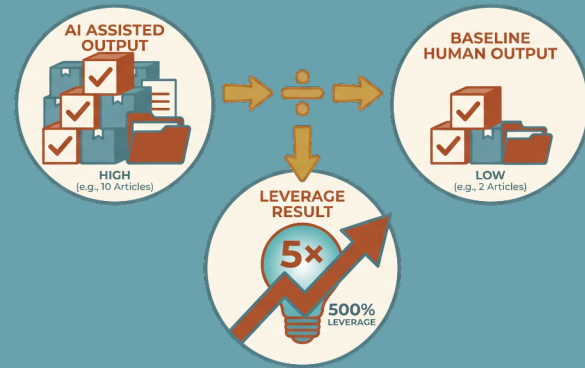 AI ASSISTED
OUTPUT
HIGH
(e.g., 10 Articles)
÷
BASELINE
HUMAN OUTPUT
LOW
(e.g., 2 Articles)
LEVERAGE
RESULT
5×
500%
LEVERAGE